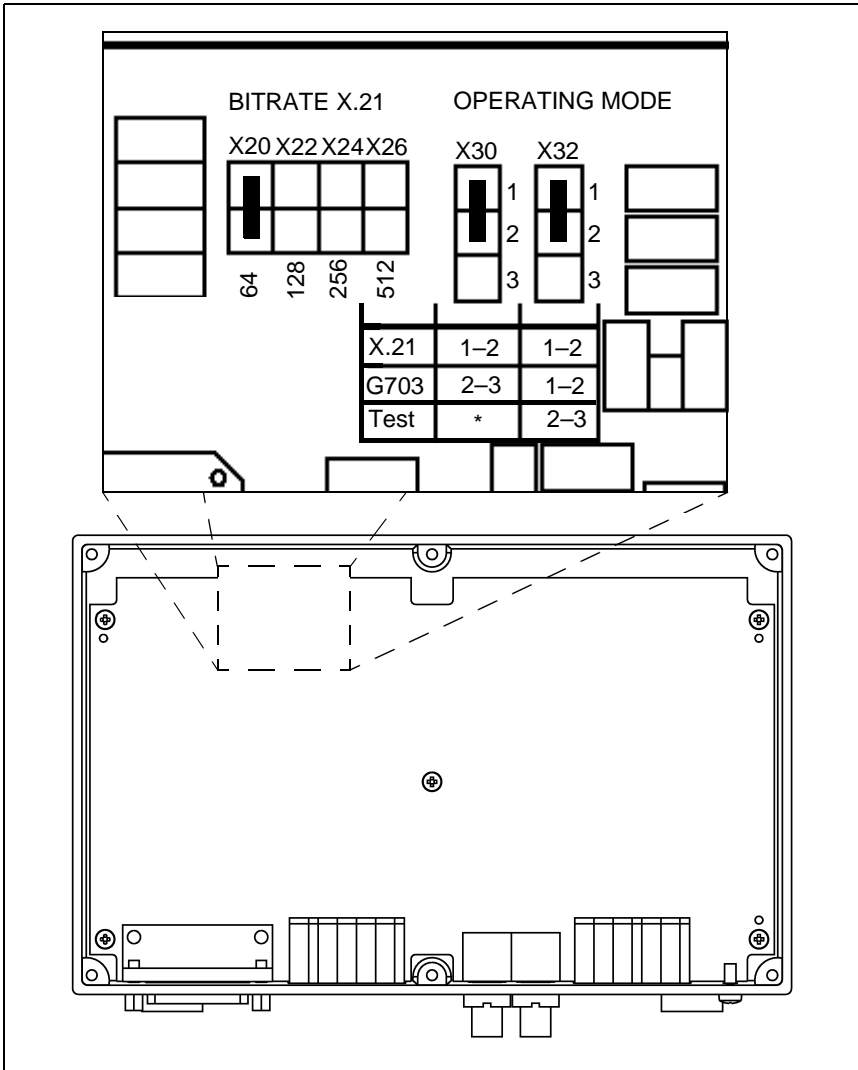 BITRATE X.21 OPERATING MODE
X20 X22 X24 X26 X30 X32
1 1
2 2
3 3
64 128 256 512
X.21 1–2 1–2
G703 2–3 1–2
Test * 2–3